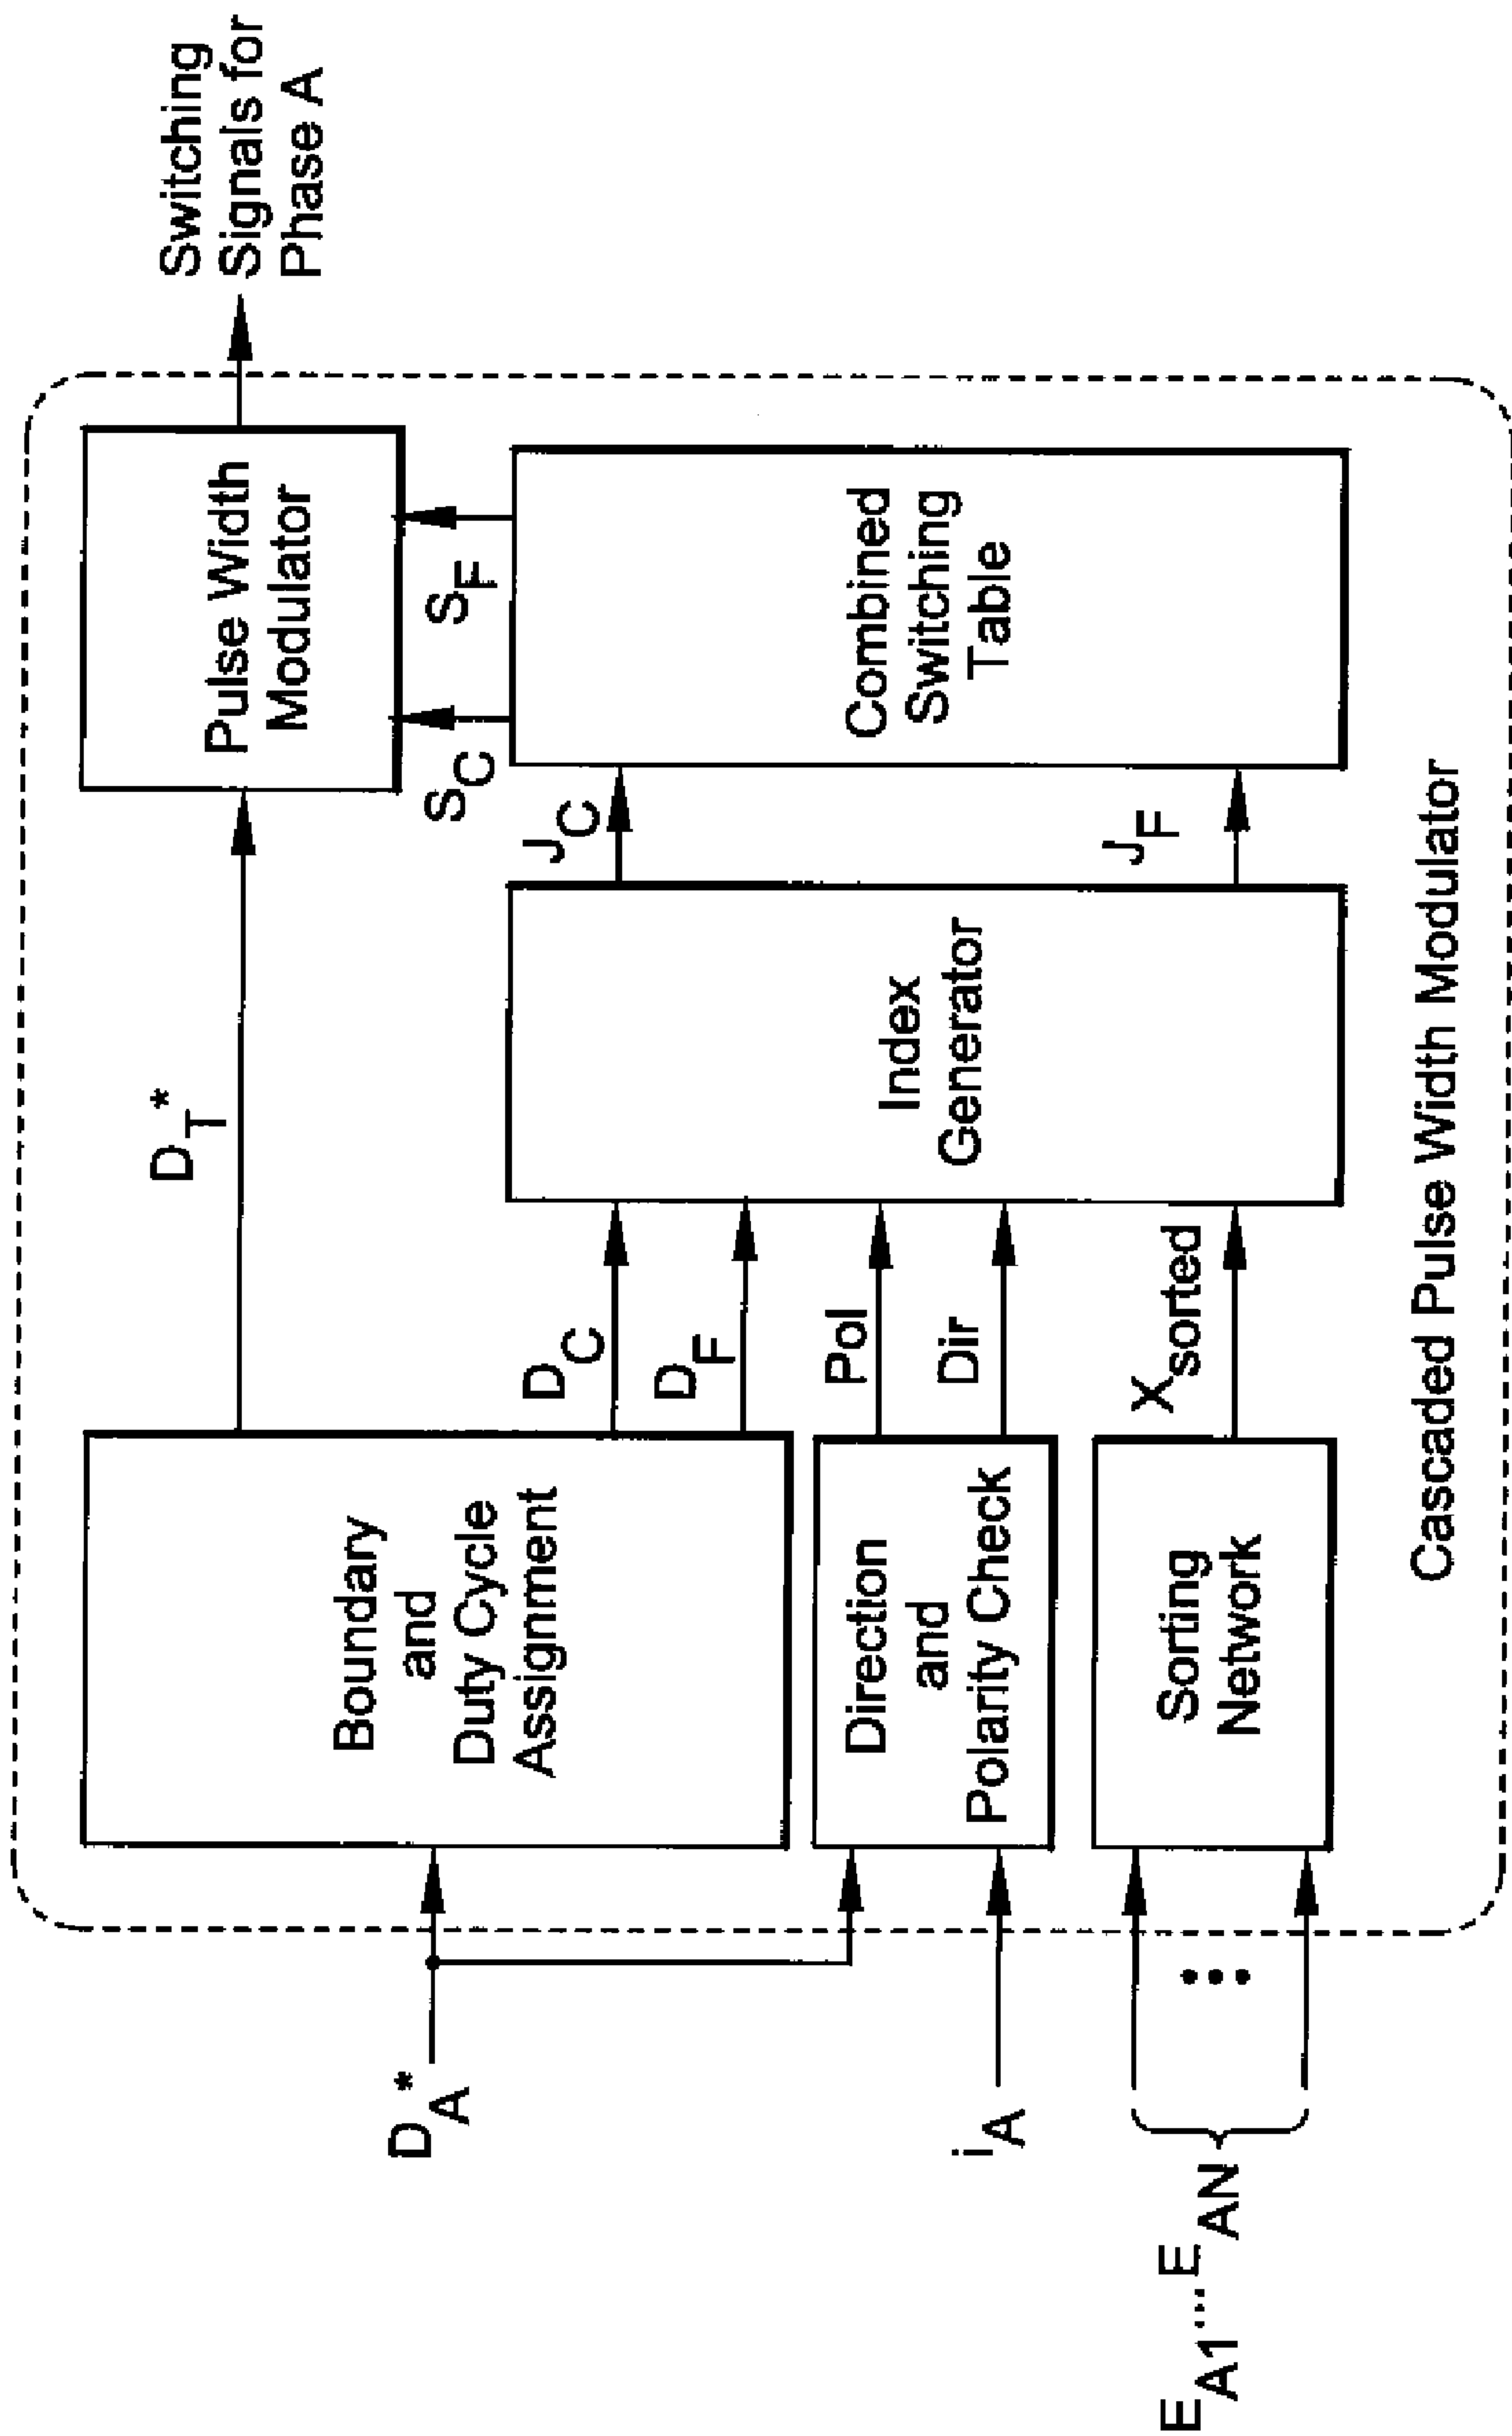 D_A*
i_A
E_A1....E_AN
Boundary
and
Duty Cycle
Assignment
Direction
and
Polarity Check
Sorting
Network
D_T*
D_C
D_F
Pol
Dir
X_sorted
Index
Generator
J_C
J_F
Combined
Switching
Table
S_C
S_F
Pulse Width
Modulator
Switching
Signals for
Phase A
Cascaded Pulse Width Modulator